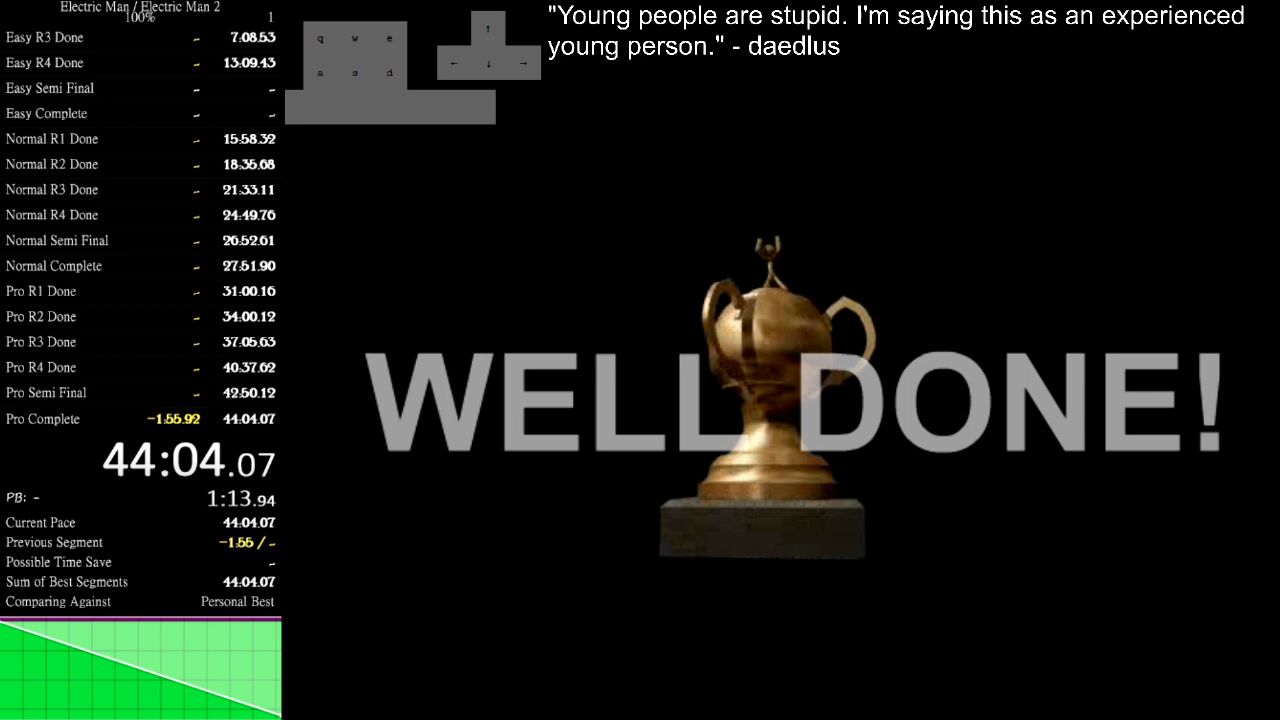 Electric Man / Electric Man 2
100% 1
Easy R3 Done - 7:08.53
Easy R4 Done - 13:09.43
Easy Semi Final - -
Easy Complete - -
Normal R1 Done - 15:58.32
Normal R2 Done - 18:35.68
Normal R3 Done - 21:33.11
Normal R4 Done - 24:49.76
Normal Semi Final - 26:52.61
Normal Complete - 27:51.90
Pro R1 Done - 31:00.16
Pro R2 Done - 34:00.12
Pro R3 Done - 37:05.63
Pro R4 Done - 40:37.62
Pro Semi Final - 42:50.12
Pro Complete −1:55.92 44:04.07
44:04.07
PB: - 1:13.94
Current Pace 44:04.07
Previous Segment −1:55 / -
Possible Time Save -
Sum of Best Segments 44:04.07
Comparing Against Personal Best
q w e
a s d
↑
← ↓ →
"Young people are stupid. I'm saying this as an experienced
young person." - daedlus
WELL DONE!